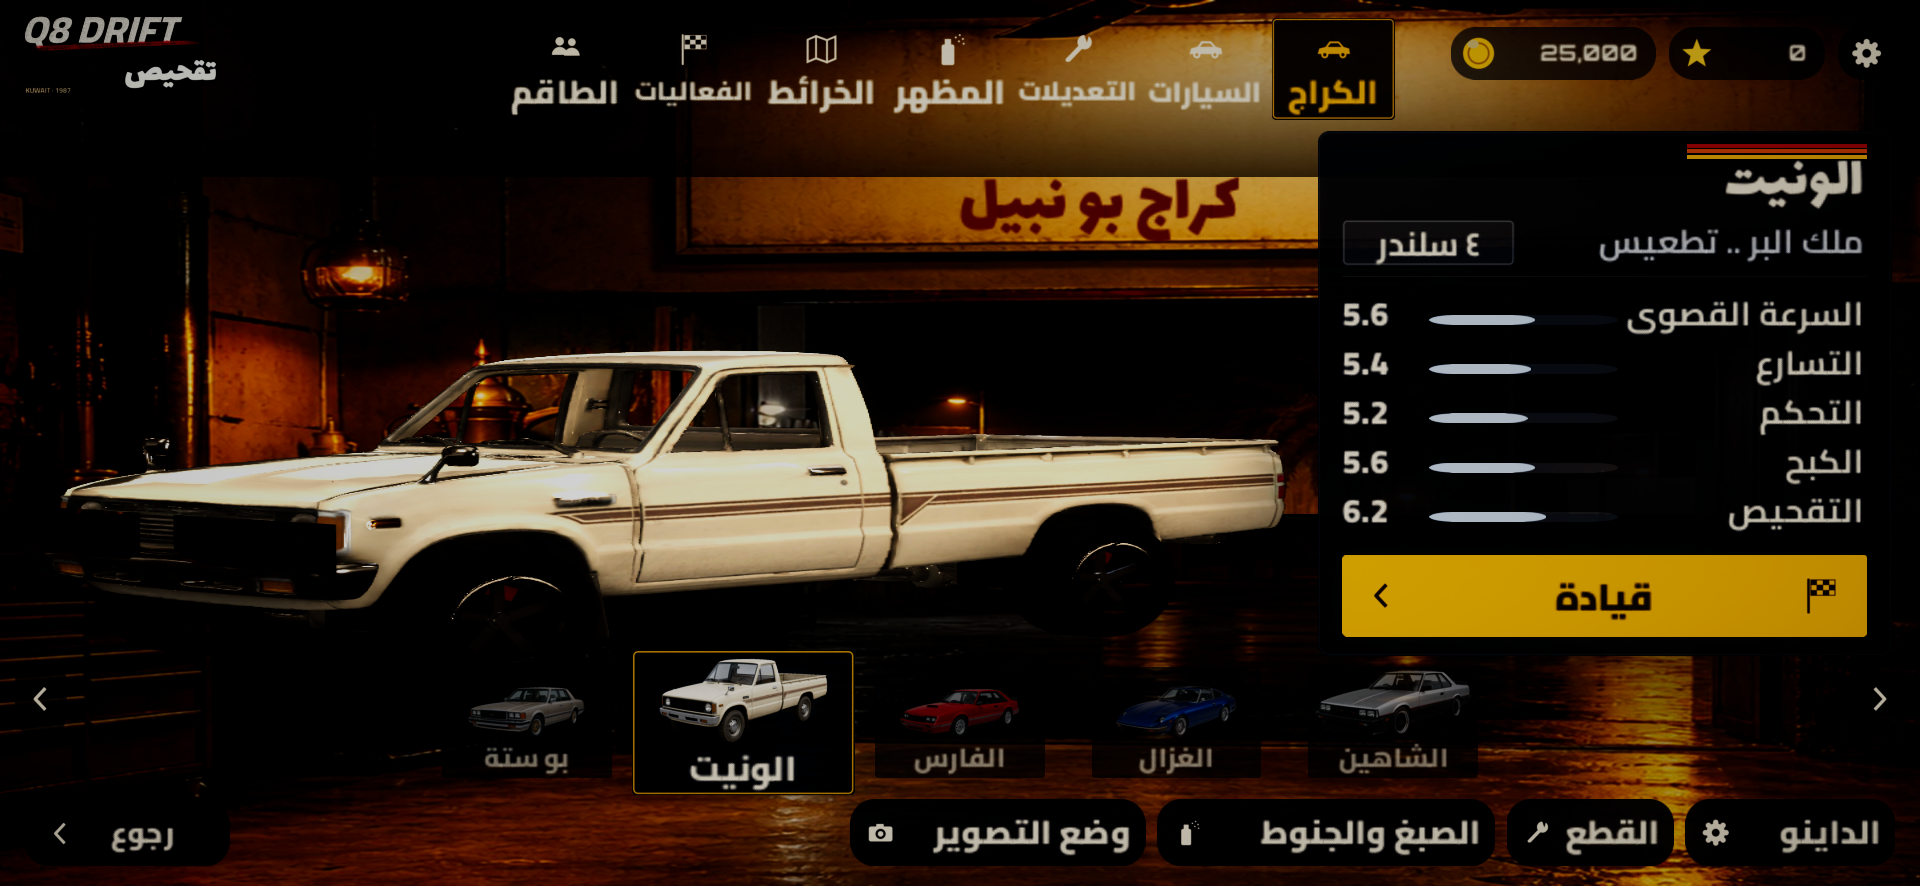 Q8 DRIFT
تقحيص
KUWAIT · 1987
الكراج
السيارات
التعديلات
المظهر
الخرائط
الفعاليات
الطاقم
25,000
0
كراج بو نبيل
الونيت
ملك البر .. تطعيس
٤ سلندر
السرعة القصوى 5.6
التسارع 5.4
التحكم 5.2
الكبح 5.6
التقحيص 6.2
قيادة
الشاهين
الغزال
الفارس
الونيت
بو ستة
الداينو
القطع
الصبغ والجنوط
وضع التصوير
رجوع